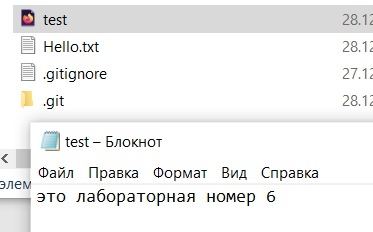 test 28.12
Hello.txt 28.12
.gitignore 27.12
.git 28.12
test – Блокнот
элем
Файл Правка Формат Вид Справка
это лабораторная номер 6